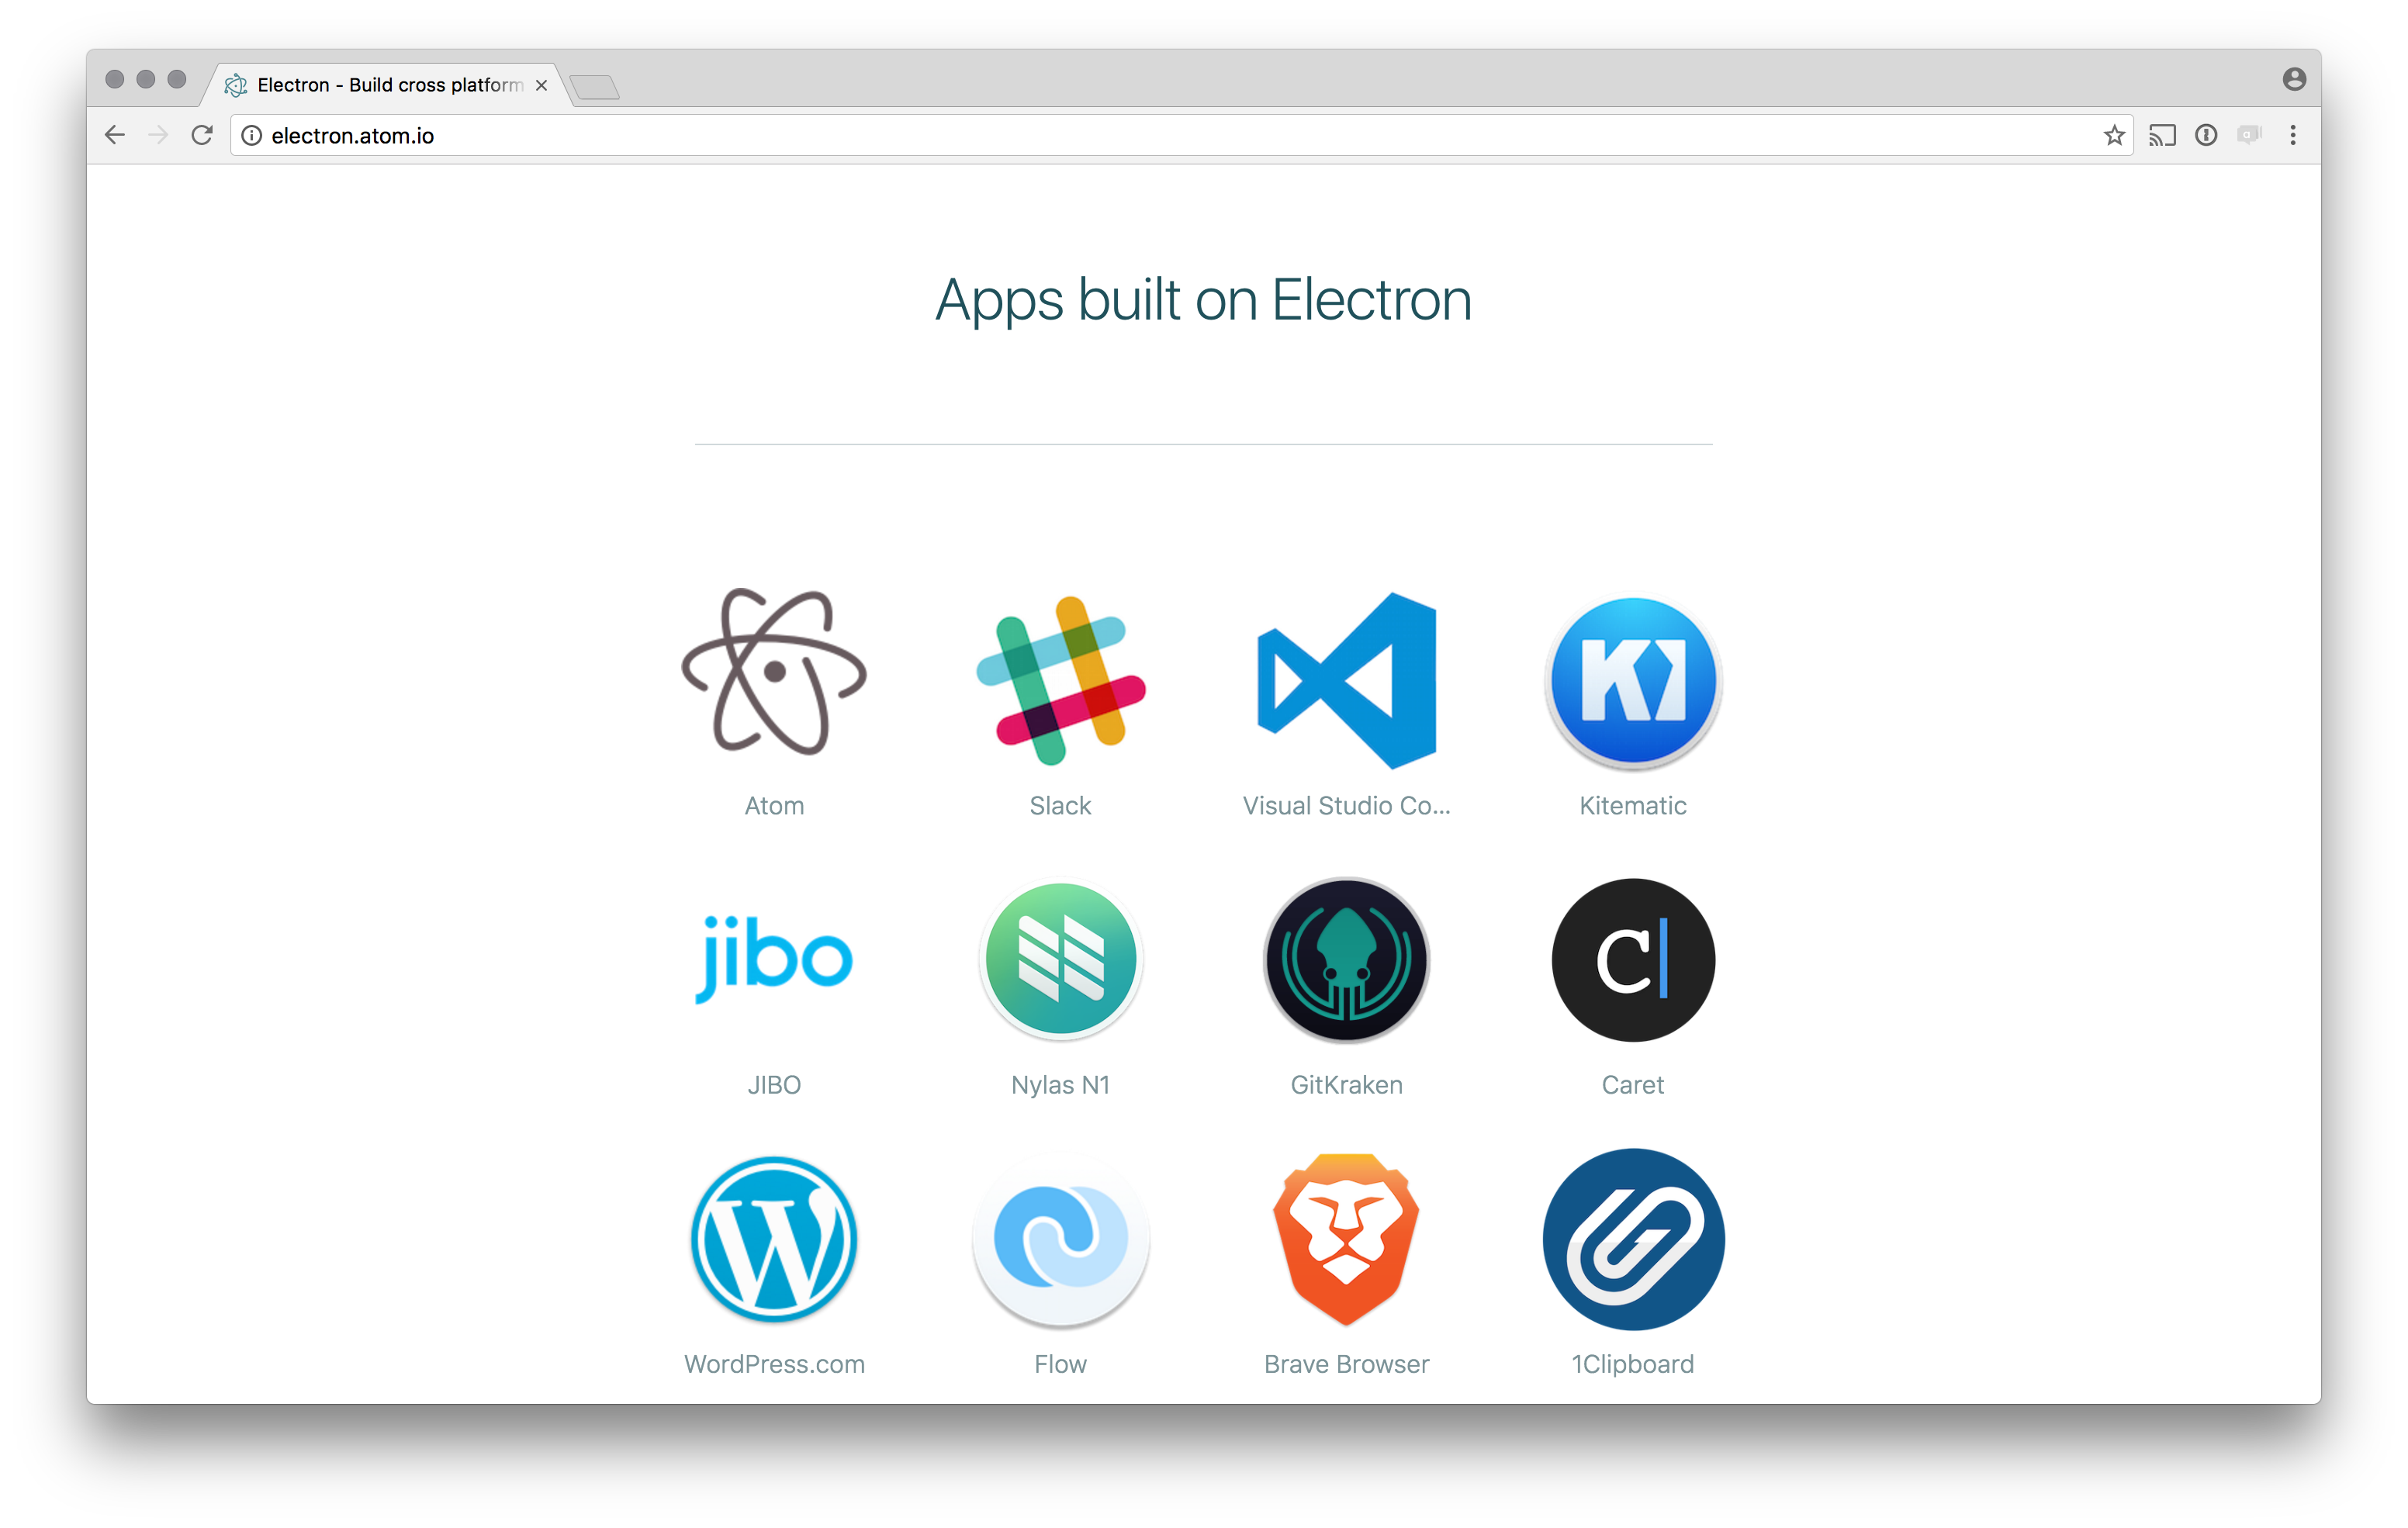 Electron - Build cross platform
electron.atom.io
Apps built on Electron
Atom Slack Visual Studio Co... Kitematic
jibo
JIBO Nylas N1 GitKraken Caret
WordPress.com Flow Brave Browser 1Clipboard